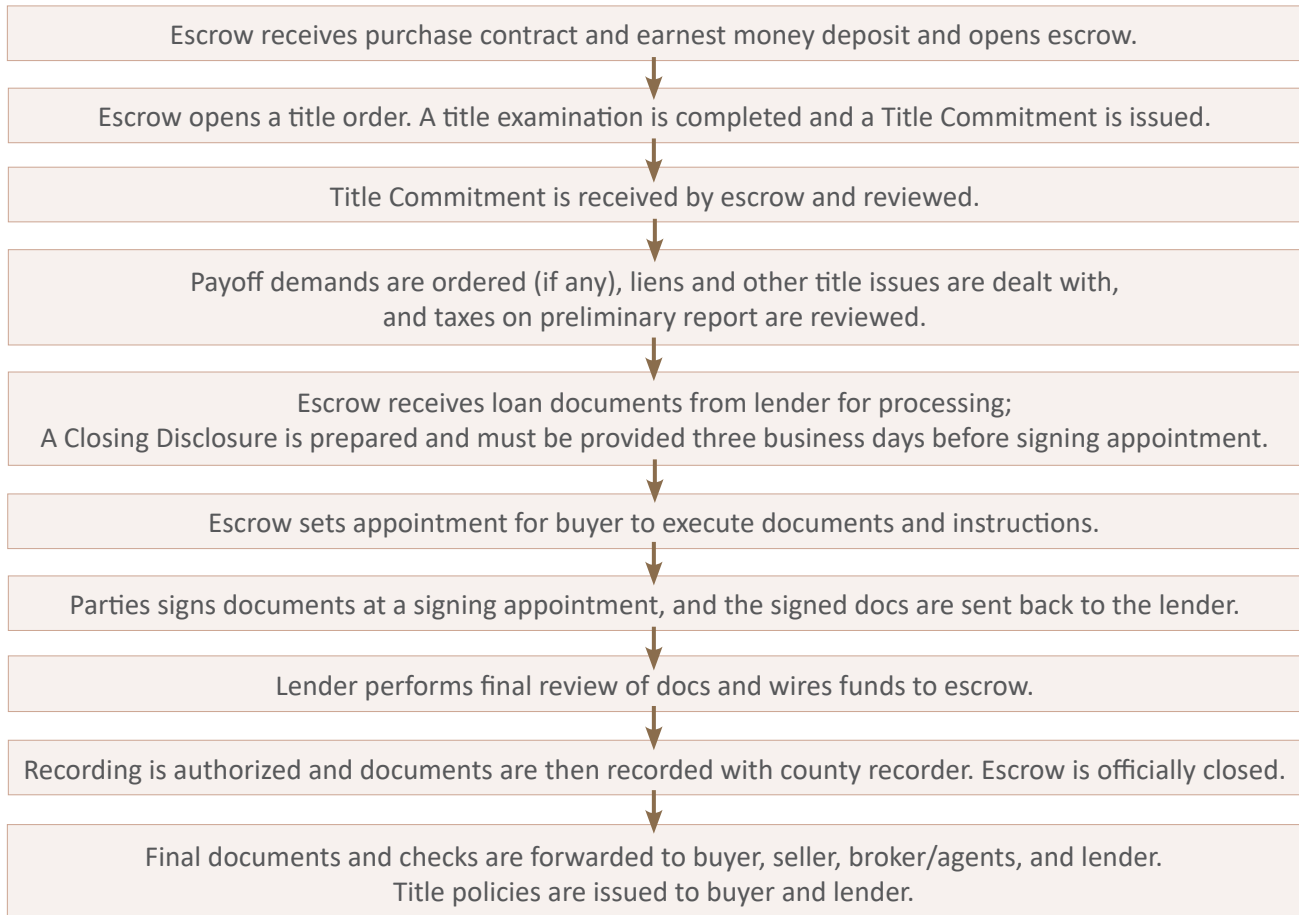 Escrow receives purchase contract and earnest money deposit and opens escrow.
Escrow opens a title order. A title examination is completed and a Title Commitment is issued.
Title Commitment is received by escrow and reviewed.
Payoff demands are ordered (if any), liens and other title issues are dealt with,
and taxes on preliminary report are reviewed.
Escrow receives loan documents from lender for processing;
A Closing Disclosure is prepared and must be provided three business days before signing appointment.
Escrow sets appointment for buyer to execute documents and instructions.
Parties signs documents at a signing appointment, and the signed docs are sent back to the lender.
Lender performs final review of docs and wires funds to escrow.
Recording is authorized and documents are then recorded with county recorder. Escrow is officially closed.
Final documents and checks are forwarded to buyer, seller, broker/agents, and lender.
Title policies are issued to buyer and lender.